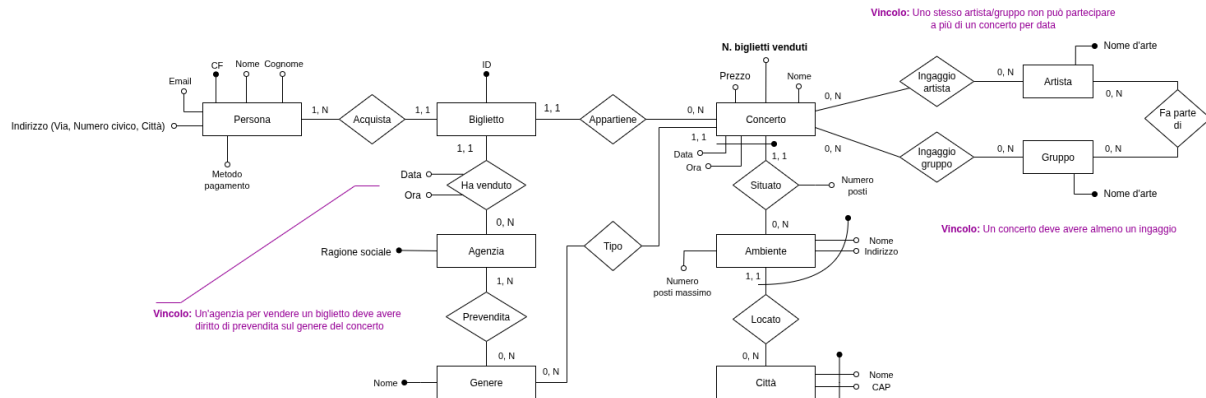 Vincolo: Uno stesso artista/gruppo non può partecipare
a più di un concerto per data
N. biglietti venduti
Nome d'arte
CF
Nome
Cognome
ID
Email
Prezzo
Nome
0, N
Ingaggio
artista
0, N
Artista
0, N
Indirizzo (Via, Numero civico, Città)
Persona
1, N
Acquista
1, 1
Biglietto
1, 1
Appartiene
0, N
Concerto
Fa parte
di
1, 1
1, 1
Data
Ora
1, 1
0, N
Ingaggio
gruppo
0, N
Gruppo
0, N
Metodo
pagamento
Data
Ora
Ha venduto
Situato
Numero
posti
Nome d'arte
0, N
0, N
Vincolo: Un concerto deve avere almeno un ingaggio
Ragione sociale
Agenzia
Tipo
Ambiente
Nome
Indirizzo
1, N
1, 1
Numero
posti massimo
Vincolo: Un'agenzia per vendere un biglietto deve avere
diritto di prevendita sul genere del concerto
Prevendita
Locato
0, N
0, N
Nome
Genere
0, N
Città
Nome
CAP